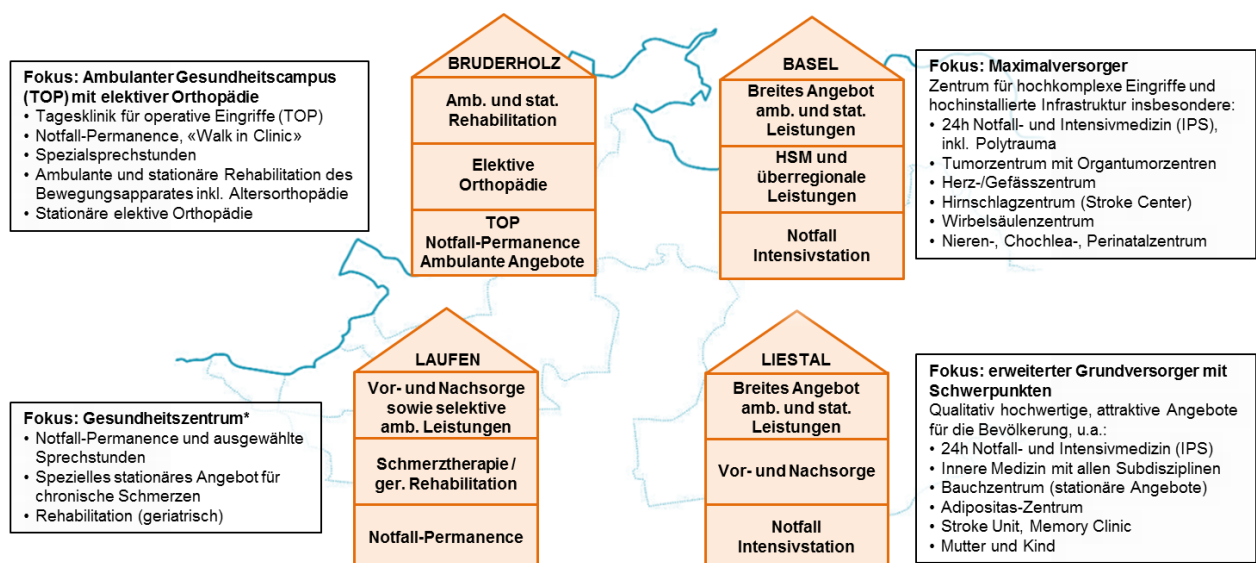 Fokus: Ambulanter Gesundheitscampus
(TOP) mit elektiver Orthopädie
• Tagesklinik für operative Eingriffe (TOP)
• Notfall-Permanence, «Walk in Clinic»
• Spezialsprechstunden
• Ambulante und stationäre Rehabilitation des
Bewegungsapparates inkl. Altersorthopädie
• Stationäre elektive Orthopädie
BRUDERHOLZ
Amb. und stat.
Rehabilitation
Elektive
Orthopädie
TOP
Notfall-Permanence
Ambulante Angebote
BASEL
Breites Angebot
amb. und stat.
Leistungen
HSM und
überregionale
Leistungen
Notfall
Intensivstation
Fokus: Maximalversorger
Zentrum für hochkomplexe Eingriffe und
hochinstallierte Infrastruktur insbesondere:
• 24h Notfall- und Intensivmedizin (IPS),
inkl. Polytrauma
• Tumorzentrum mit Organtumorzentren
• Herz-/Gefässzentrum
• Hirnschlagzentrum (Stroke Center)
• Wirbelsäulenzentrum
• Nieren-, Chochlea-, Perinatalzentrum
Fokus: Gesundheitszentrum*
• Notfall-Permanence und ausgewählte
Sprechstunden
• Spezielles stationäres Angebot für
chronische Schmerzen
• Rehabilitation (geriatrisch)
LAUFEN
Vor- und Nachsorge
sowie selektive
amb. Leistungen
Schmerztherapie /
ger. Rehabilitation
Notfall-Permanence
LIESTAL
Breites Angebot
amb. und stat.
Leistungen
Vor- und Nachsorge
Notfall
Intensivstation
Fokus: erweiterter Grundversorger mit
Schwerpunkten
Qualitativ hochwertige, attraktive Angebote
für die Bevölkerung, u.a.:
• 24h Notfall- und Intensivmedizin (IPS)
• Innere Medizin mit allen Subdisziplinen
• Bauchzentrum (stationäre Angebote)
• Adipositas-Zentrum
• Stroke Unit, Memory Clinic
• Mutter und Kind